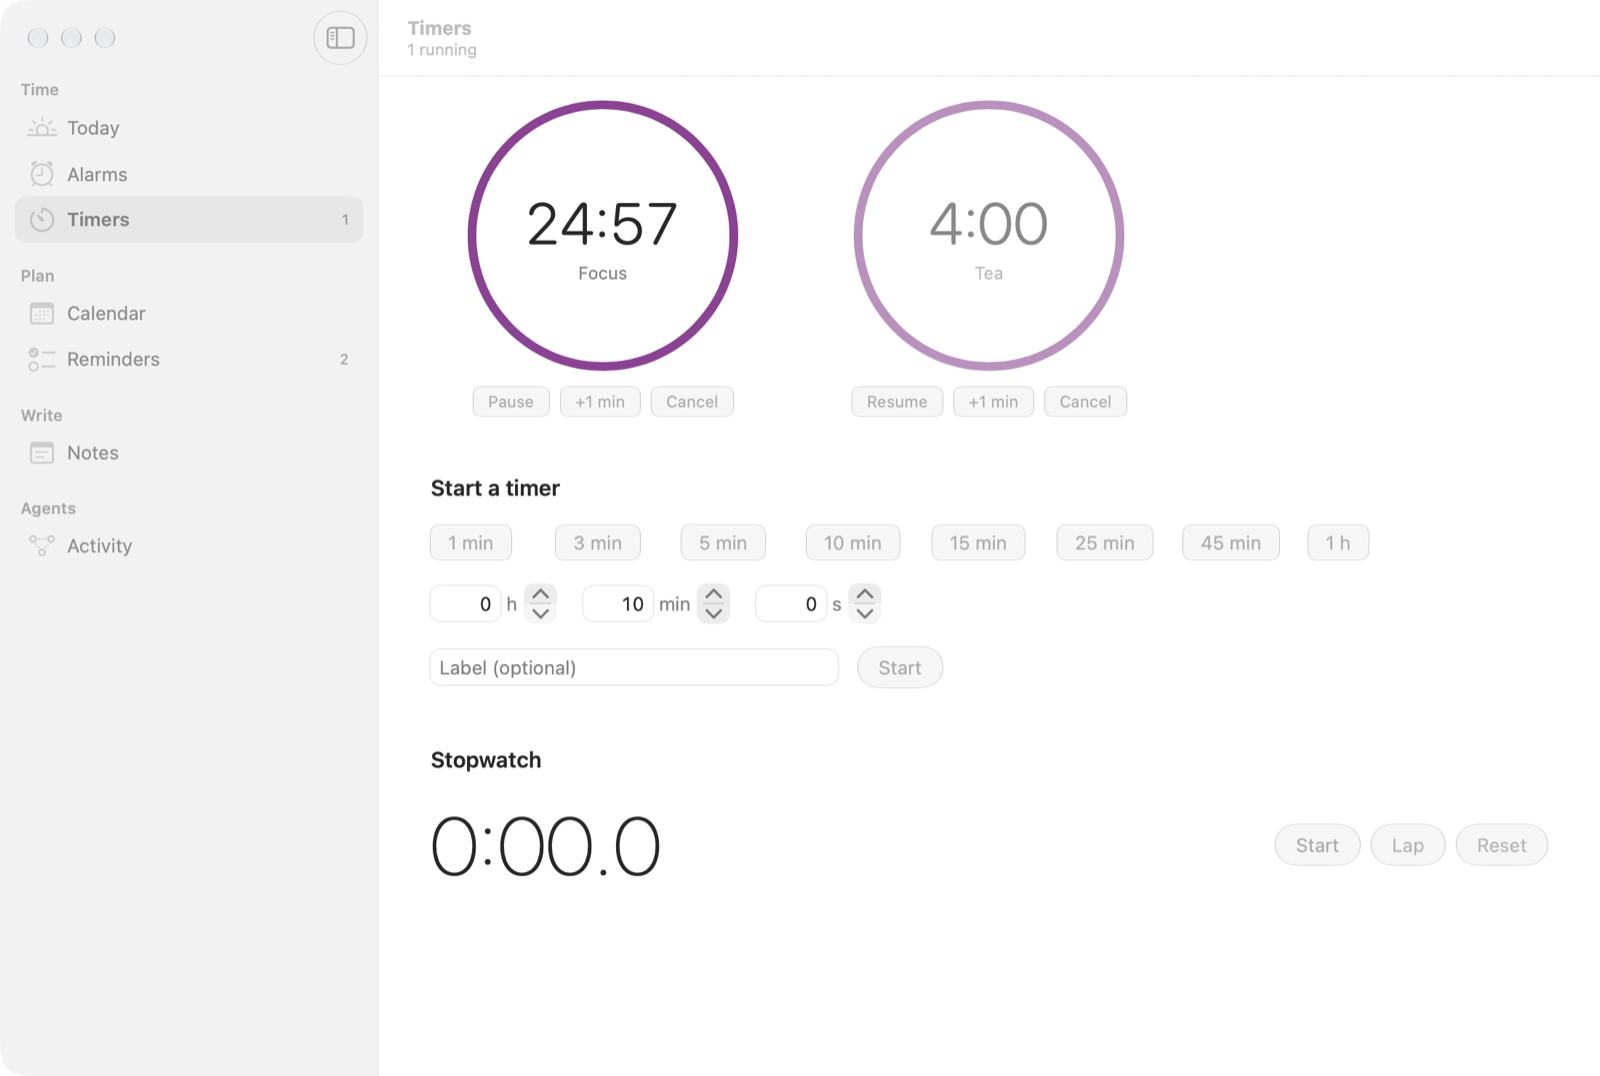 Time
Today
Alarms
Timers 1
Plan
Calendar
Reminders 2
Write
Notes
Agents
Activity
Timers
1 running
24:57
Focus
Pause +1 min Cancel
4:00
Tea
Resume +1 min Cancel
Start a timer
1 min 3 min 5 min 10 min 15 min 25 min 45 min 1 h
0 h 10 min 0 s
Label (optional) Start
Stopwatch
0:00.0 Start Lap Reset